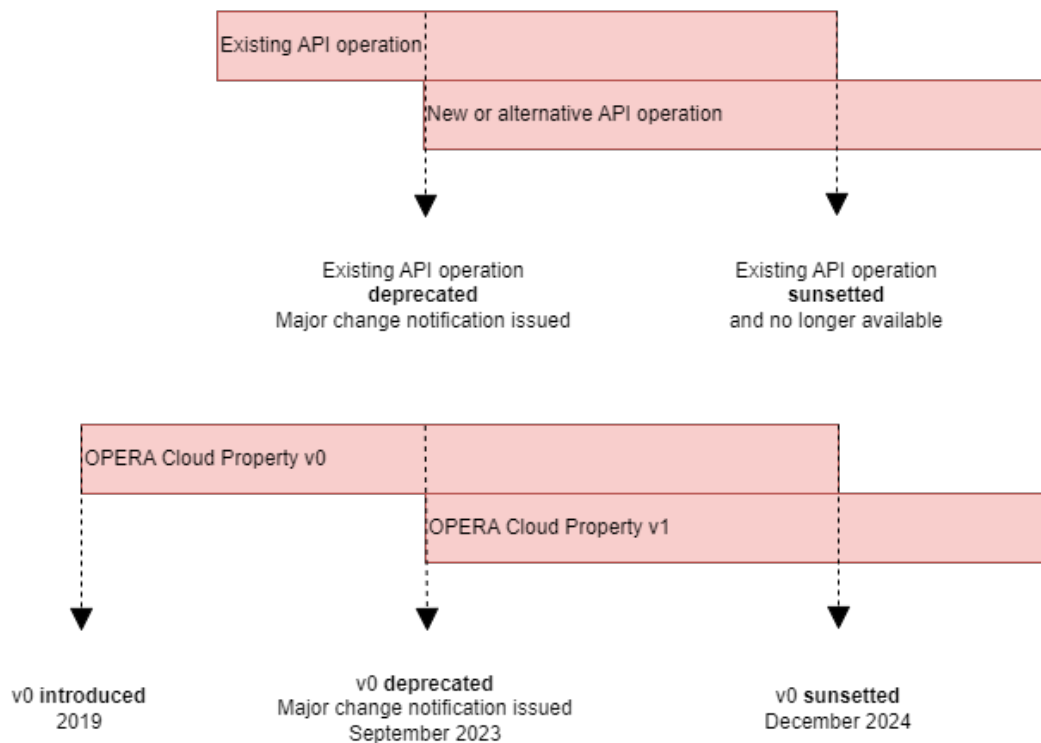 Existing API operation
New or alternative API operation
Existing API operation
deprecated
Major change notification issued
Existing API operation
sunsetted
and no longer available
OPERA Cloud Property v0
OPERA Cloud Property v1
v0 introduced
2019
v0 deprecated
Major change notification issued
September 2023
v0 sunsetted
December 2024